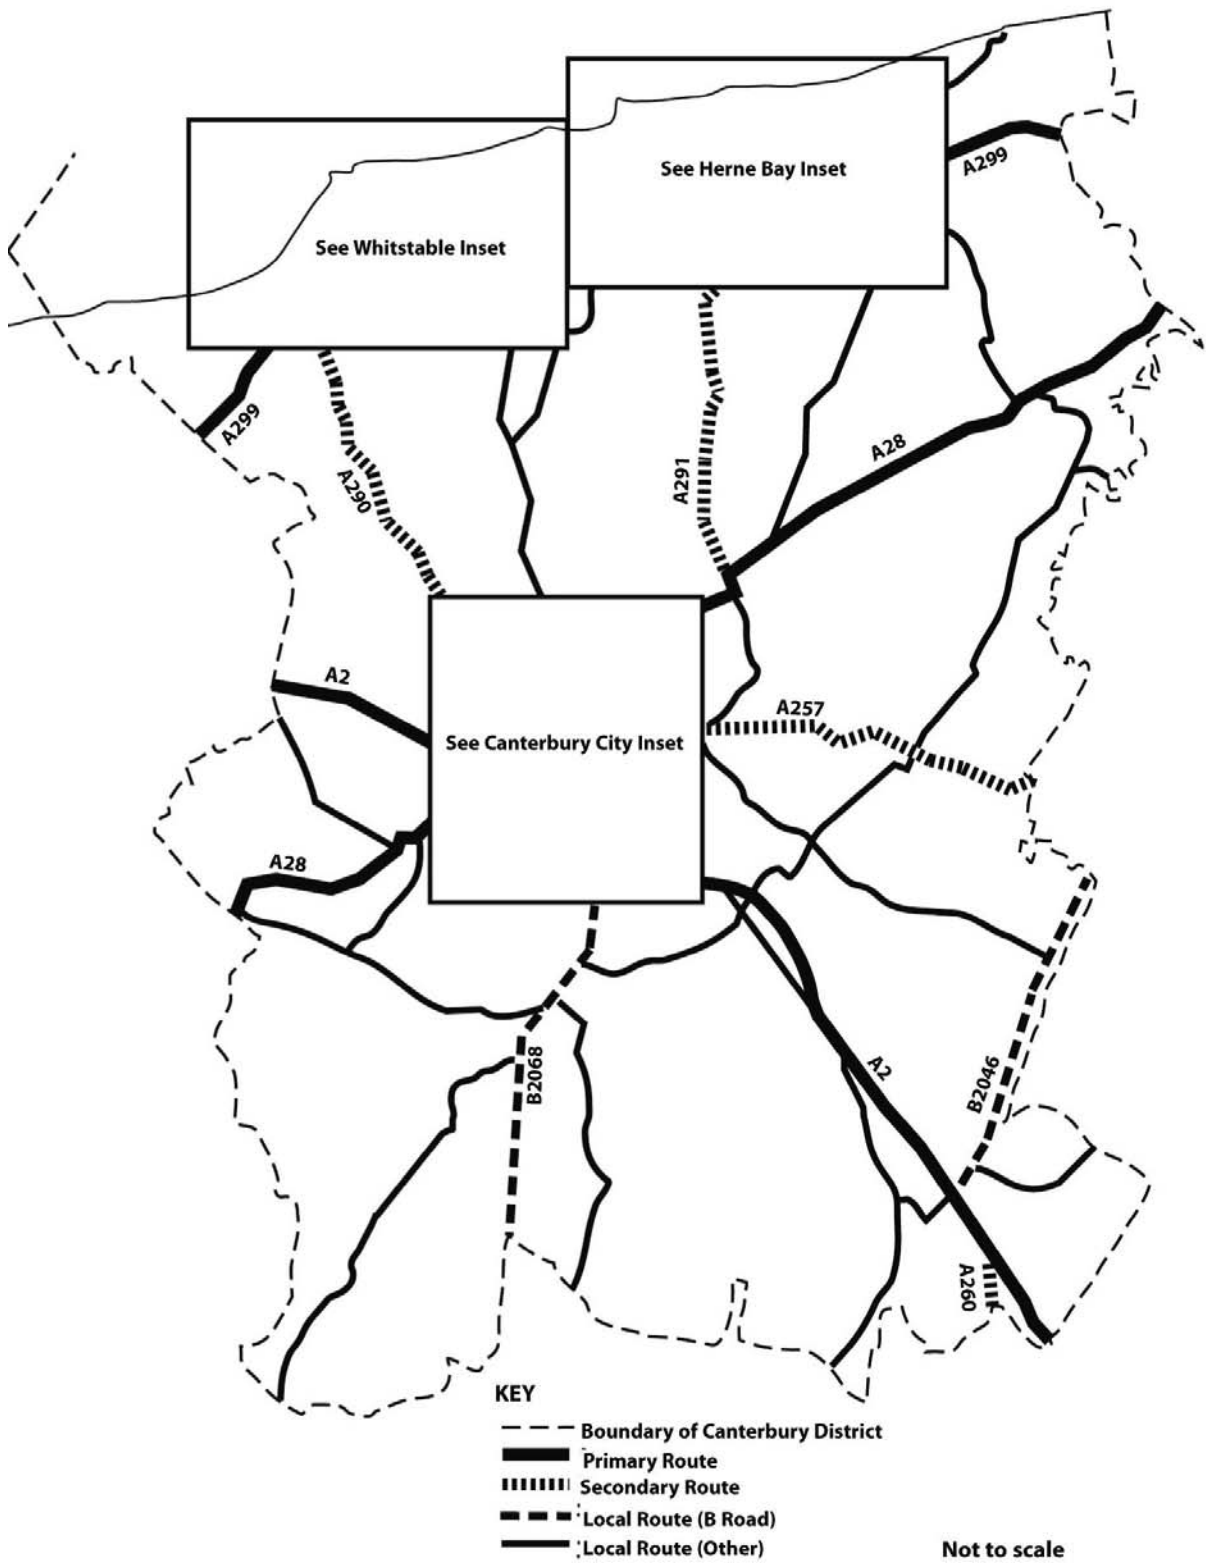 See Herne Bay Inset
A299
See Whitstable Inset
A299
A28
A290
A291
A2
A257
See Canterbury City Inset
A28
B2068
A2
B2046
A260
KEY
Boundary of Canterbury District
Primary Route
Secondary Route
Local Route (B Road)
Local Route (Other)
Not to scale